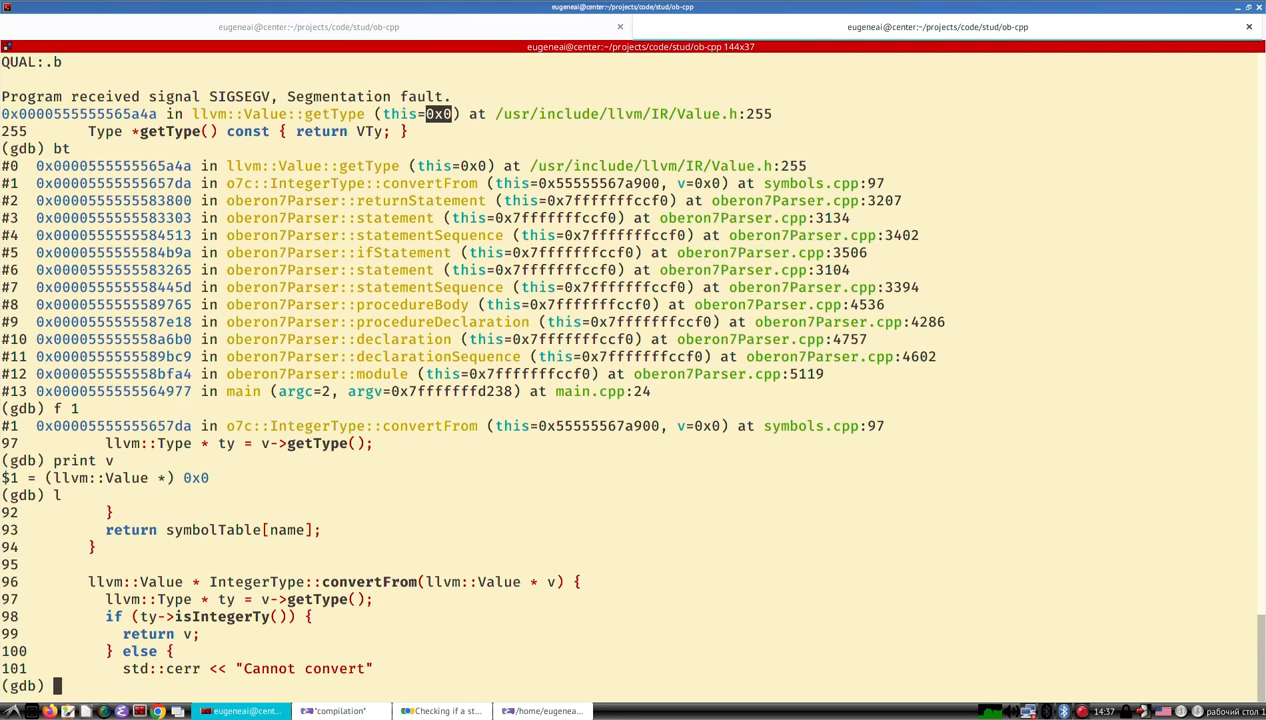 eugeneai@center:~/projects/code/stud/ob-cpp
eugeneai@center:~/projects/code/stud/ob-cpp
eugeneai@center:~/projects/code/stud/ob-cpp
eugeneai@center:~/projects/code/stud/ob-cpp 144x37
QUAL:.b
Program received signal SIGSEGV, Segmentation fault.
0x0000555555565a4a in llvm::Value::getType (this=0x0) at /usr/include/llvm/IR/Value.h:255
255       Type *getType() const { return VTy; }
(gdb) bt
#0  0x0000555555565a4a in llvm::Value::getType (this=0x0) at /usr/include/llvm/IR/Value.h:255
#1  0x00005555555657da in o7c::IntegerType::convertFrom (this=0x55555567a900, v=0x0) at symbols.cpp:97
#2  0x0000555555583800 in oberon7Parser::returnStatement (this=0x7fffffffccf0) at oberon7Parser.cpp:3207
#3  0x0000555555583303 in oberon7Parser::statement (this=0x7fffffffccf0) at oberon7Parser.cpp:3134
#4  0x0000555555584513 in oberon7Parser::statementSequence (this=0x7fffffffccf0) at oberon7Parser.cpp:3402
#5  0x0000555555584b9a in oberon7Parser::ifStatement (this=0x7fffffffccf0) at oberon7Parser.cpp:3506
#6  0x0000555555583265 in oberon7Parser::statement (this=0x7fffffffccf0) at oberon7Parser.cpp:3104
#7  0x000055555558445d in oberon7Parser::statementSequence (this=0x7fffffffccf0) at oberon7Parser.cpp:3394
#8  0x0000555555589765 in oberon7Parser::procedureBody (this=0x7fffffffccf0) at oberon7Parser.cpp:4536
#9  0x0000555555587e18 in oberon7Parser::procedureDeclaration (this=0x7fffffffccf0) at oberon7Parser.cpp:4286
#10 0x000055555558a6b0 in oberon7Parser::declaration (this=0x7fffffffccf0) at oberon7Parser.cpp:4757
#11 0x0000555555589bc9 in oberon7Parser::declarationSequence (this=0x7fffffffccf0) at oberon7Parser.cpp:4602
#12 0x000055555558bfa4 in oberon7Parser::module (this=0x7fffffffccf0) at oberon7Parser.cpp:5119
#13 0x0000555555564977 in main (argc=2, argv=0x7fffffffd238) at main.cpp:24
(gdb) f 1
#1  0x00005555555657da in o7c::IntegerType::convertFrom (this=0x55555567a900, v=0x0) at symbols.cpp:97
97          llvm::Type * ty = v->getType();
(gdb) print v
$1 = (llvm::Value *) 0x0
(gdb) l
92          }
93          return symbolTable[name];
94        }
95
96        llvm::Value * IntegerType::convertFrom(llvm::Value * v) {
97          llvm::Type * ty = v->getType();
98          if (ty->isIntegerTy()) {
99            return v;
100         } else {
101           std::cerr << "Cannot convert"
(gdb)
eugeneai@cent... "compilation" Checking if a st... /home/eugenea... 14:37 рабочий стол 1